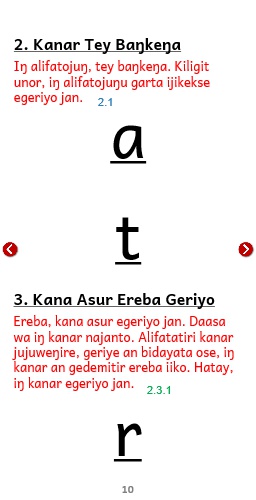 2. Kanar Tey Baŋkeŋa
Iŋ alifatojuŋ, tey baŋkeŋa. Kiligit
unor, iŋ alifatojuŋu garta ijikekse
egeriyo jan. 2.1
a
t
3. Kana Asur Ereba Geriyo
Ereba, kana asur egeriyo jan. Daasa
wa iŋ kanar najanto. Alifatatiri kanar
jujuweŋire, geriye an bidayata ose, iŋ
kanar an gedemitir ereba iiko. Hatay,
iŋ kanar egeriyo jan. 2.3.1
r
10